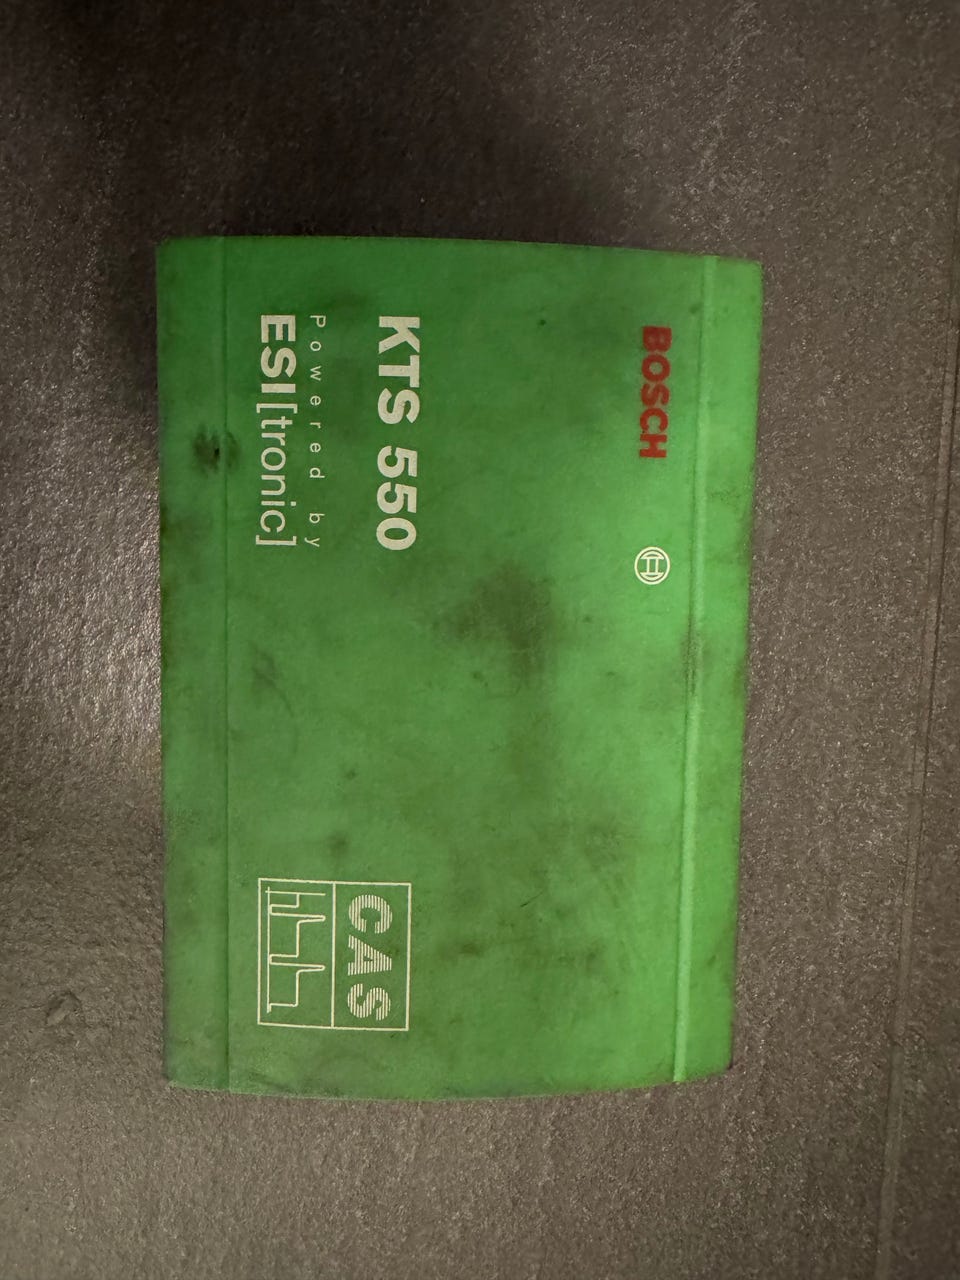 BOSCH
KTS 550
Powered by
ESI[tronic]
CAS